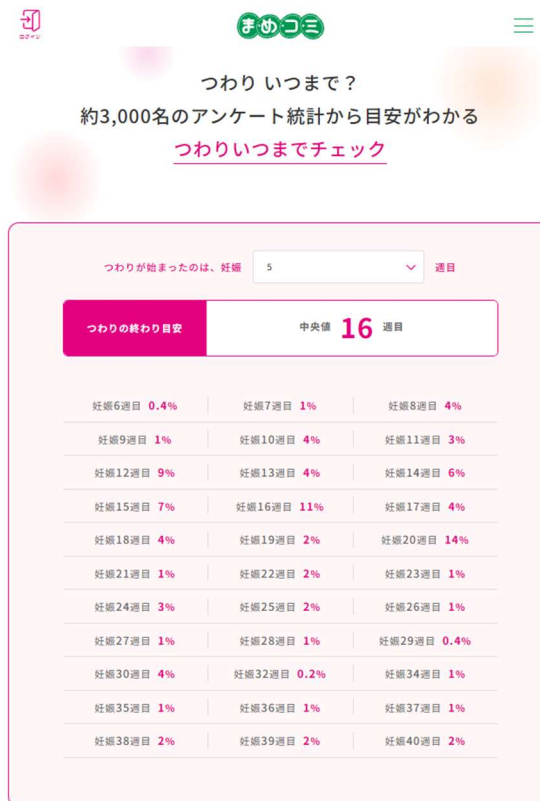 ログイン
まめコミ
つわり いつまで？
約3,000名のアンケート統計から目安がわかる
つわりいつまでチェック
つわりが始まったのは、妊娠 5 週目
つわりの終わり目安 中央値 16 週目
妊娠6週目 0.4% 妊娠7週目 1% 妊娠8週目 4%
妊娠9週目 1% 妊娠10週目 4% 妊娠11週目 3%
妊娠12週目 9% 妊娠13週目 4% 妊娠14週目 6%
妊娠15週目 7% 妊娠16週目 11% 妊娠17週目 4%
妊娠18週目 4% 妊娠19週目 2% 妊娠20週目 14%
妊娠21週目 1% 妊娠22週目 2% 妊娠23週目 1%
妊娠24週目 3% 妊娠25週目 2% 妊娠26週目 1%
妊娠27週目 1% 妊娠28週目 1% 妊娠29週目 0.4%
妊娠30週目 4% 妊娠32週目 0.2% 妊娠34週目 1%
妊娠35週目 1% 妊娠36週目 1% 妊娠37週目 1%
妊娠38週目 2% 妊娠39週目 2% 妊娠40週目 2%